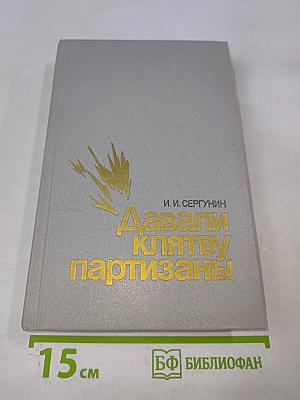 И. И. СЕРГУНИН
Давали
клятву
партизаны
15 см
БФ БИБЛИОФАН